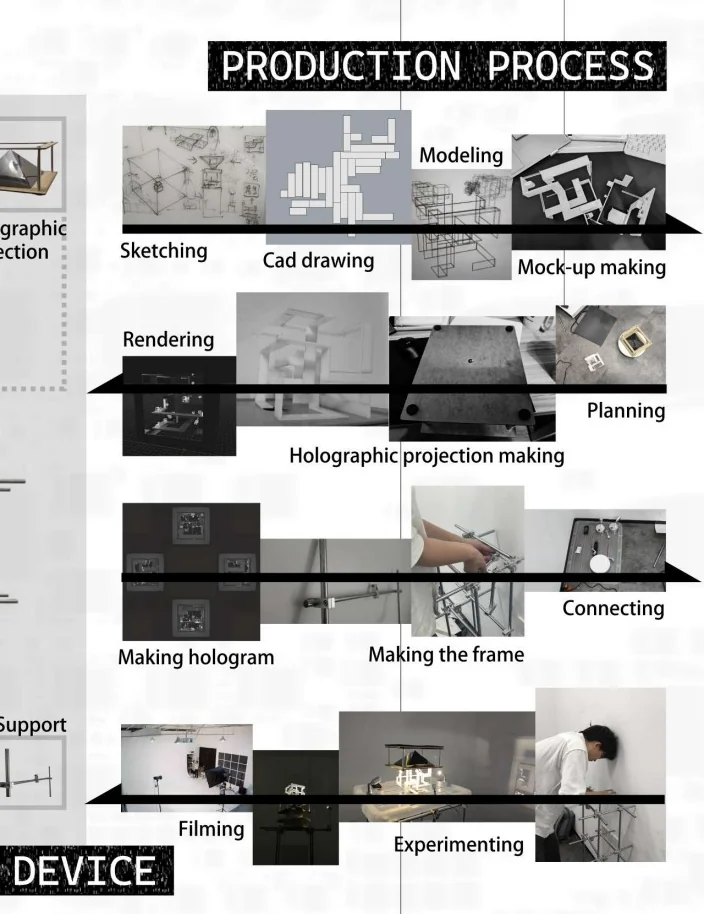 PRODUCTION PROCESS
graphic
ection
Modeling
Sketching
Cad drawing
Mock-up making
Rendering
Planning
Holographic projection making
Connecting
Making hologram
Making the frame
Support
Filming
Experimenting
DEVICE